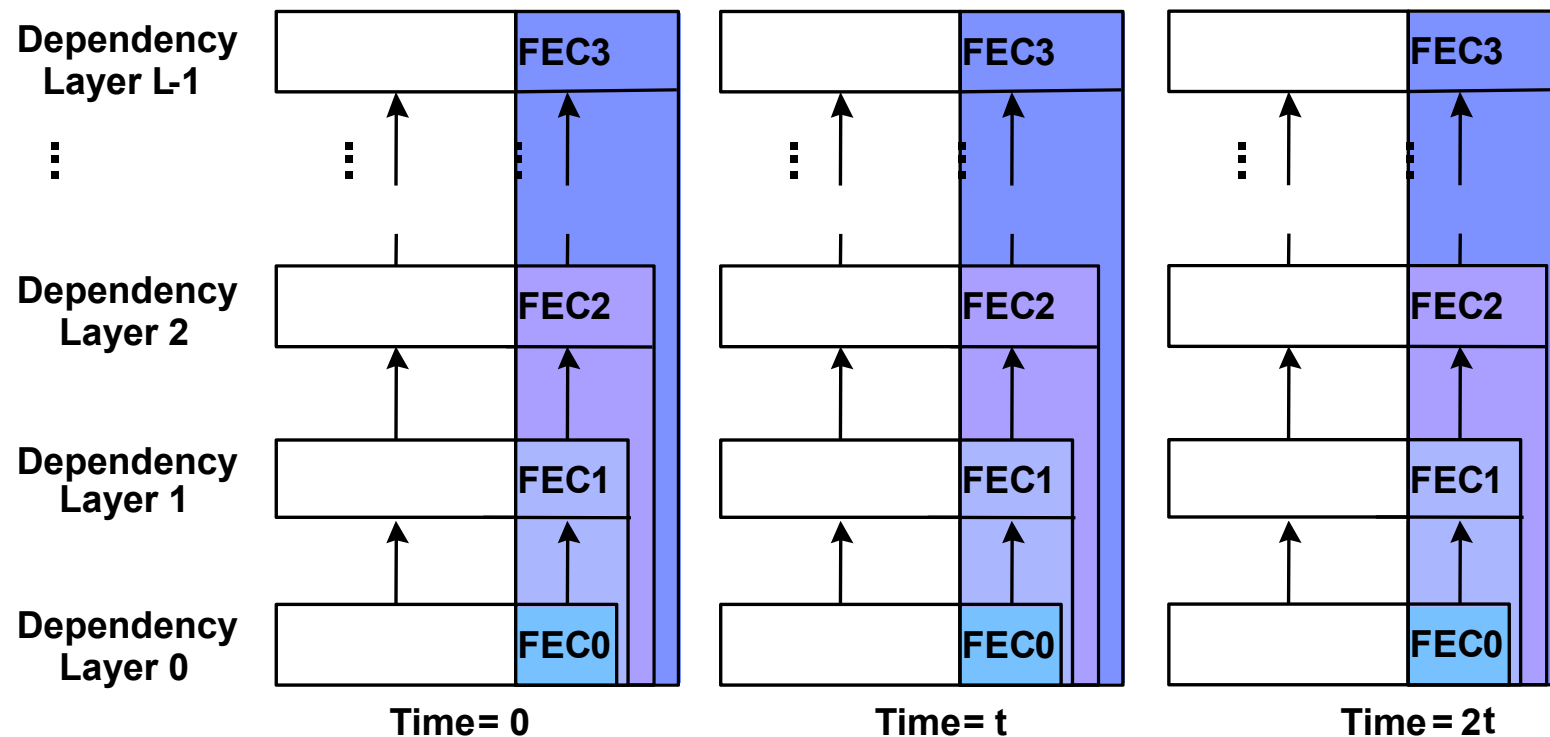 Dependency
Layer L-1
FEC3
FEC3
FEC3
Dependency
Layer 2
FEC2
FEC2
FEC2
Dependency
Layer 1
FEC1
FEC1
FEC1
Dependency
Layer 0
FEC0
FEC0
FEC0
Time= 0
Time= t
Time= 2t